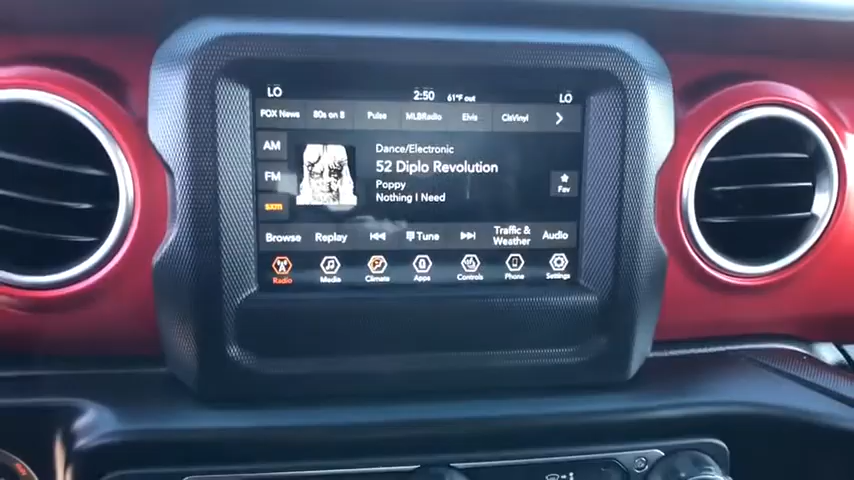 LO 2:50 61°F out LO
FOX News 80s on 8 Pulse MLBRadio Elvis ClsVinyl
AM
FM
sxm
Dance/Electronic
52 Diplo Revolution
Poppy
Nothing I Need
Fav
Browse Replay Tune Traffic & Weather Audio
Radio Media Climate Apps Controls Phone Settings